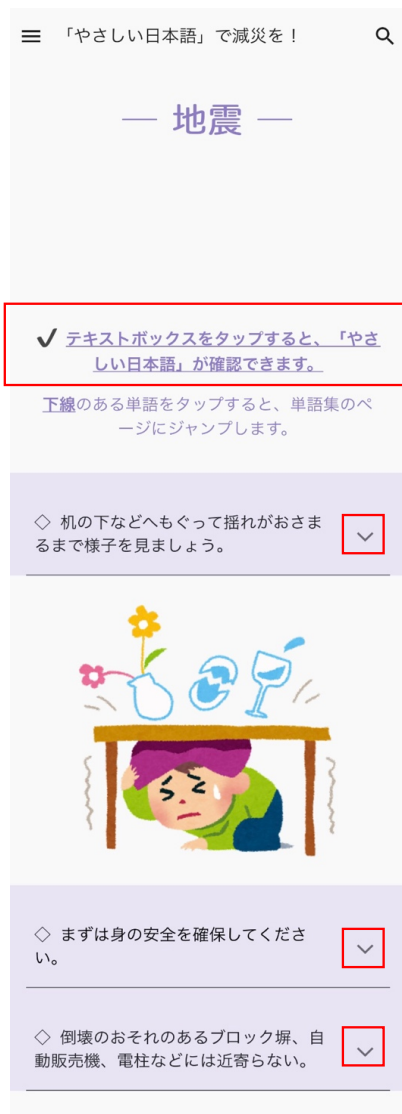 「やさしい日本語」で減災を！
― 地震 ―
✔ テキストボックスをタップすると、「やさ
しい日本語」が確認できます。
下線のある単語をタップすると、単語集のペ
ージにジャンプします。
◇ 机の下などへもぐって揺れがおさま
るまで様子を見ましょう。
◇ まずは身の安全を確保してくださ
い。
◇ 倒壊のおそれのあるブロック塀、自
動販売機、電柱などには近寄らない。